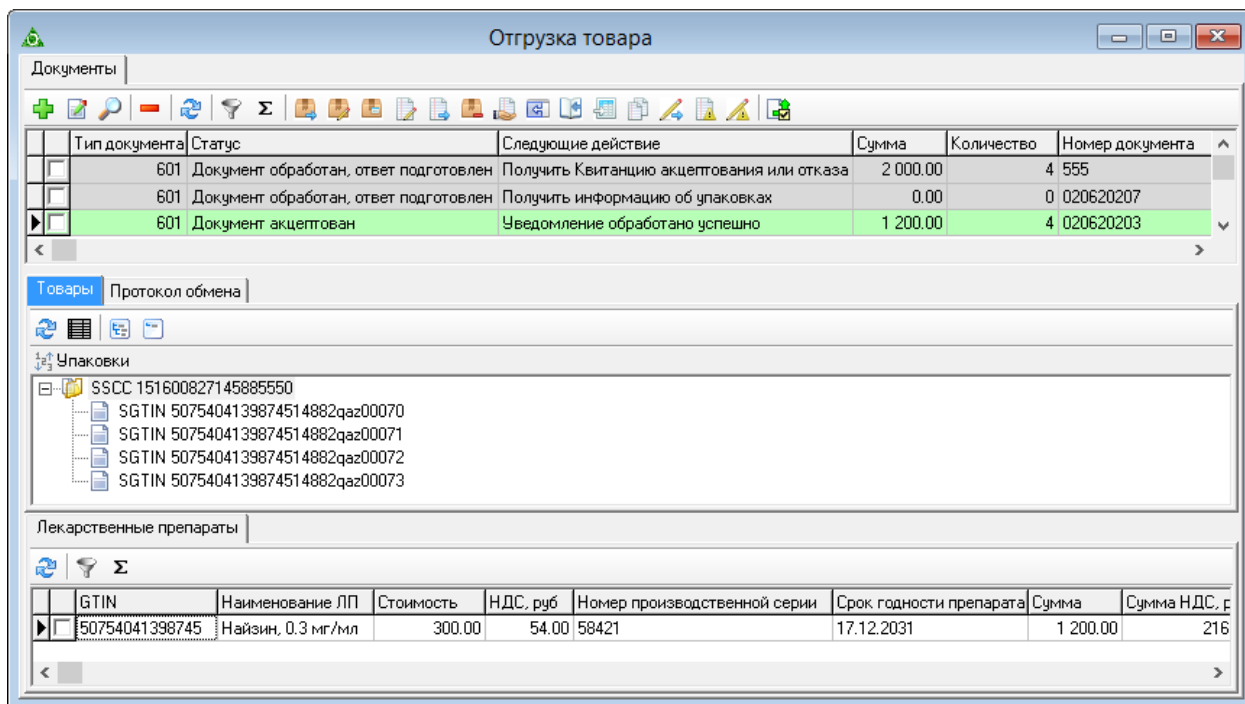 Отгрузка товара
Документы
Σ
Тип документа Статус Следующие действие Сумма Количество Номер документа
601 Документ обработан, ответ подготовлен Получить Квитанцию акцептования или отказа 2 000.00 4 555
601 Документ обработан, ответ подготовлен Получить информацию об упаковках 0.00 0 020620207
601 Документ акцептован Уведомление обработано успешно 1 200.00 4 020620203
Товары Протокол обмена
Упаковки
SSCC 151600827145885550
SGTIN 5075404139874514882qaz00070
SGTIN 5075404139874514882qaz00071
SGTIN 5075404139874514882qaz00072
SGTIN 5075404139874514882qaz00073
Лекарственные препараты
Σ
GTIN Наименование ЛП Стоимость НДС, руб Номер производственной серии Срок годности препарата Сумма Сумма НДС, р
50754041398745 Найзин, 0.3 мг/мл 300.00 54.00 58421 17.12.2031 1 200.00 216